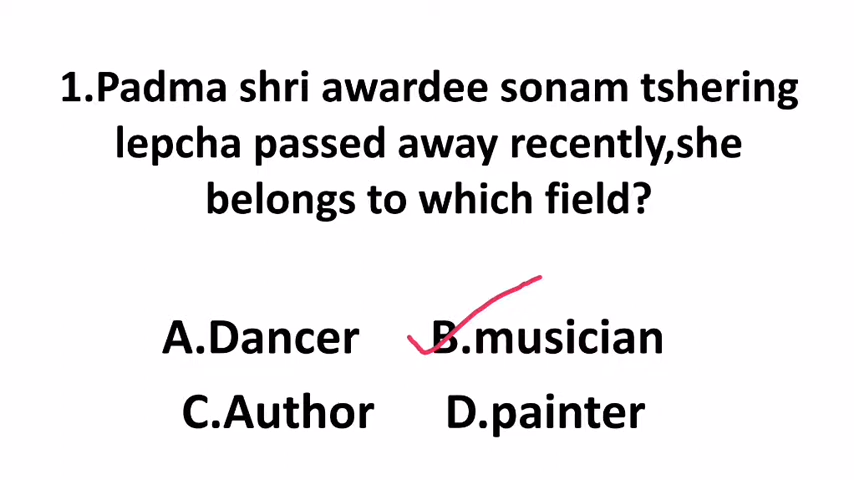 1.Padma shri awardee sonam tshering
lepcha passed away recently,she
belongs to which field?
A.Dancer B.musician
C.Author D.painter